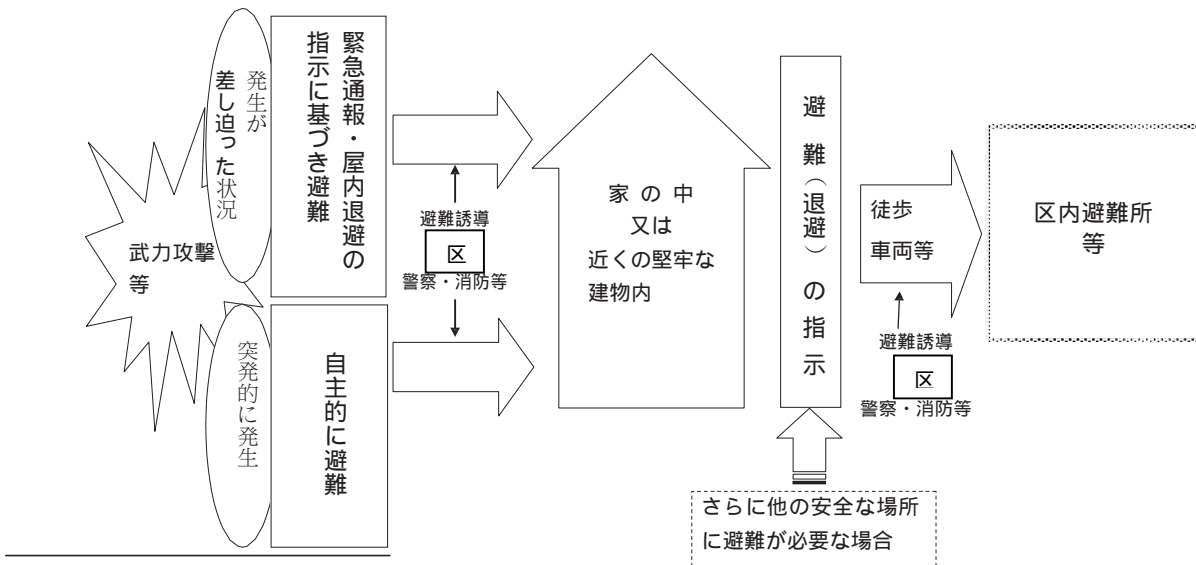 武力攻撃
等
発生が
差し迫った状況
緊急通報・屋内退避の
指示に基づき避難
突発的に発生
自主的に避難
避難誘導
区
警察・消防等
家の中
又は
近くの堅牢な
建物内
避難（退避）の指示
さらに他の安全な場所
に避難が必要な場合
徒歩
車両等
避難誘導
区
警察・消防等
区内避難所
等